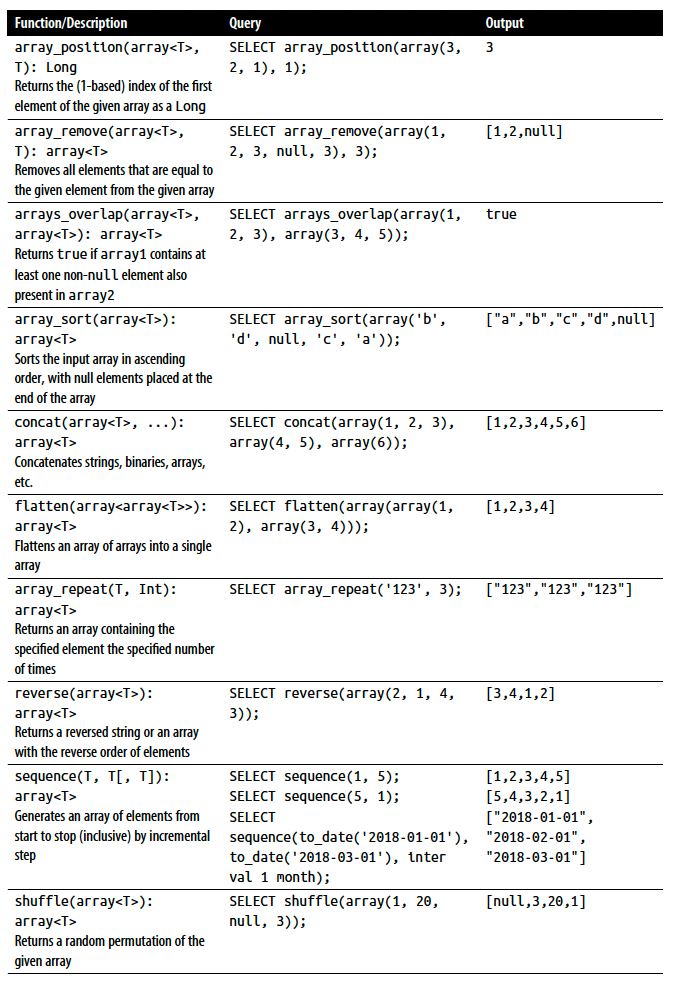 Function/Description Query Output
array_position(array<T>, SELECT array_position(array(3, 3
T): Long 2, 1), 1);
Returns the (1-based) index of the first
element of the given array as a Long
array_remove(array<T>, SELECT array_remove(array(1, [1,2,null]
T): array<T> 2, 3, null, 3), 3);
Removes all elements that are equal to
the given element from the given array
arrays_overlap(array<T>, SELECT arrays_overlap(array(1, true
array<T>): array<T> 2, 3), array(3, 4, 5));
Returns true if array1 contains at
least one non-null element also
present in array2
array_sort(array<T>): SELECT array_sort(array('b', ["a","b","c","d",null]
array<T> 'd', null, 'c', 'a'));
Sorts the input array in ascending
order, with null elements placed at the
end of the array
concat(array<T>, ...): SELECT concat(array(1, 2, 3), [1,2,3,4,5,6]
array<T> array(4, 5), array(6));
Concatenates strings, binaries, arrays,
etc.
flatten(array<array<T>>): SELECT flatten(array(array(1, [1,2,3,4]
array<T> 2), array(3, 4)));
Flattens an array of arrays into a single
array
array_repeat(T, Int): SELECT array_repeat('123', 3); ["123","123","123"]
array<T>
Returns an array containing the
specified element the specified number
of times
reverse(array<T>): SELECT reverse(array(2, 1, 4, [3,4,1,2]
array<T> 3));
Returns a reversed string or an array
with the reverse order of elements
sequence(T, T[, T]): SELECT sequence(1, 5); [1,2,3,4,5]
array<T> SELECT sequence(5, 1); [5,4,3,2,1]
Generates an array of elements from SELECT ["2018-01-01",
start to stop (inclusive) by incremental sequence(to_date('2018-01-01'), "2018-02-01",
step to_date('2018-03-01'), inter "2018-03-01"]
val 1 month);
shuffle(array<T>): SELECT shuffle(array(1, 20, [null,3,20,1]
array<T> null, 3));
Returns a random permutation of the
given array